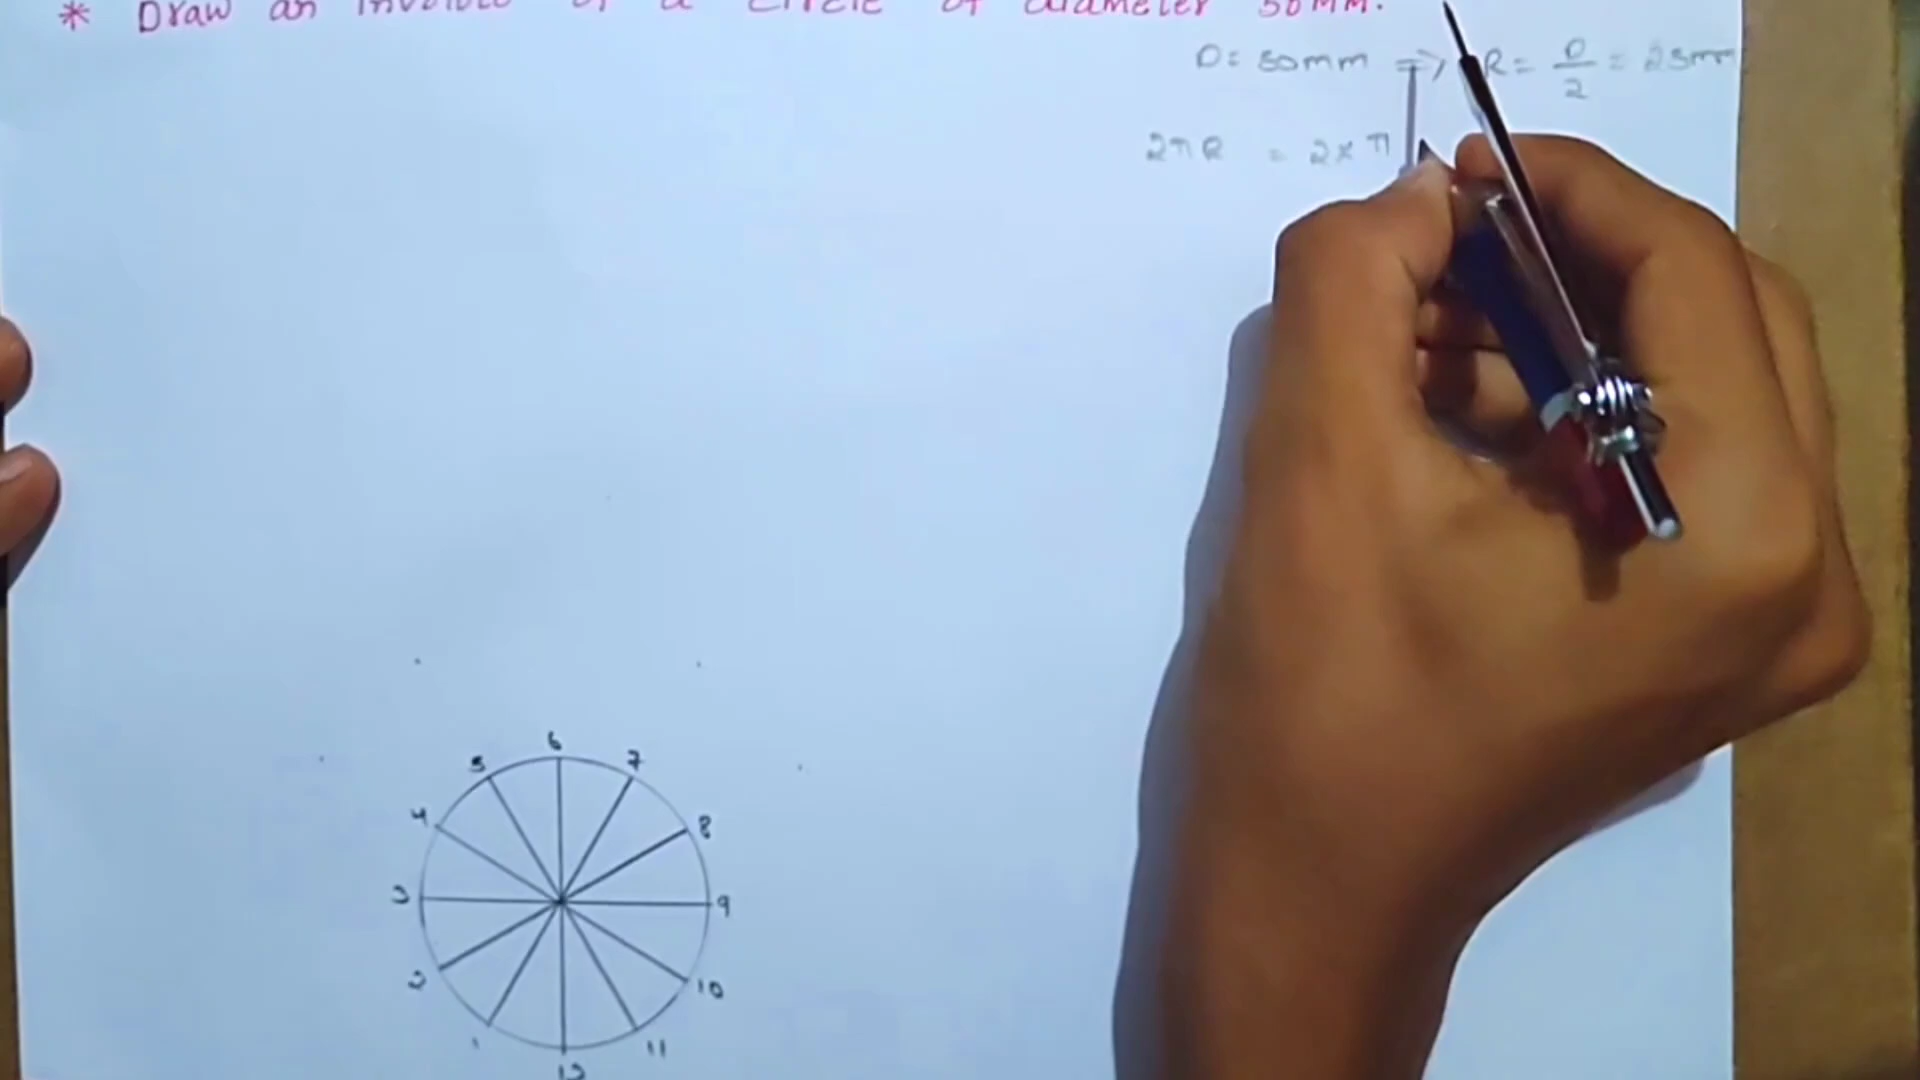 * Draw an involute of a circle of diameter 50MM.
D = 50mm => R = D/2 = 25mm
2πR = 2×π
6
5 7
4 8
3 9
2 10
1 11
12